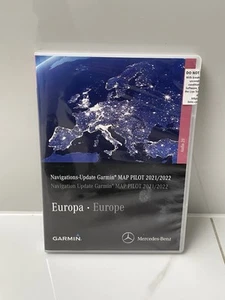 DO NOT
Navigations-Update Garmin® MAP PILOT 2021/2022
Navigation Update Garmin® MAP PILOT 2021/2022
Europa · Europe
GARMIN
Mercedes-Benz